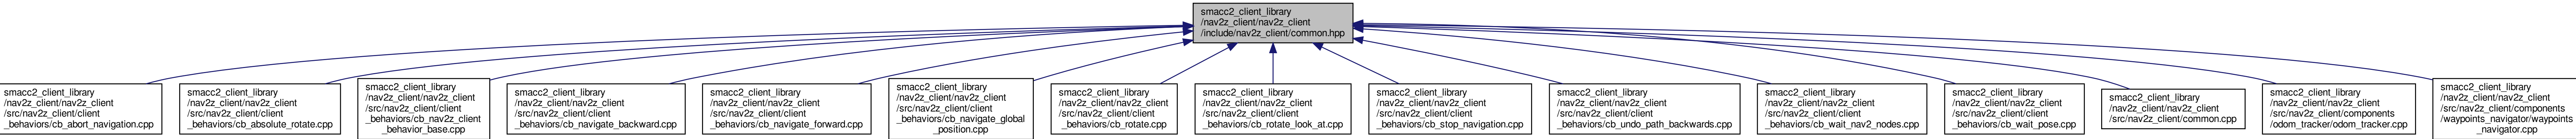 smacc2_client_library
/nav2z_client/nav2z_client
/include/nav2z_client/common.hpp
smacc2_client_library
/nav2z_client/nav2z_client
/src/nav2z_client/client
_behaviors/cb_abort_navigation.cpp
smacc2_client_library
/nav2z_client/nav2z_client
/src/nav2z_client/client
_behaviors/cb_absolute_rotate.cpp
smacc2_client_library
/nav2z_client/nav2z_client
/src/nav2z_client/client
_behaviors/cb_nav2z_client
_behavior_base.cpp
smacc2_client_library
/nav2z_client/nav2z_client
/src/nav2z_client/client
_behaviors/cb_navigate_backward.cpp
smacc2_client_library
/nav2z_client/nav2z_client
/src/nav2z_client/client
_behaviors/cb_navigate_forward.cpp
smacc2_client_library
/nav2z_client/nav2z_client
/src/nav2z_client/client
_behaviors/cb_navigate_global
_position.cpp
smacc2_client_library
/nav2z_client/nav2z_client
/src/nav2z_client/client
_behaviors/cb_rotate.cpp
smacc2_client_library
/nav2z_client/nav2z_client
/src/nav2z_client/client
_behaviors/cb_rotate_look_at.cpp
smacc2_client_library
/nav2z_client/nav2z_client
/src/nav2z_client/client
_behaviors/cb_stop_navigation.cpp
smacc2_client_library
/nav2z_client/nav2z_client
/src/nav2z_client/client
_behaviors/cb_undo_path_backwards.cpp
smacc2_client_library
/nav2z_client/nav2z_client
/src/nav2z_client/client
_behaviors/cb_wait_nav2_nodes.cpp
smacc2_client_library
/nav2z_client/nav2z_client
/src/nav2z_client/client
_behaviors/cb_wait_pose.cpp
smacc2_client_library
/nav2z_client/nav2z_client
/src/nav2z_client/common.cpp
smacc2_client_library
/nav2z_client/nav2z_client
/src/nav2z_client/components
/odom_tracker/odom_tracker.cpp
smacc2_client_library
/nav2z_client/nav2z_client
/src/nav2z_client/components
/waypoints_navigator/waypoints
_navigator.cpp